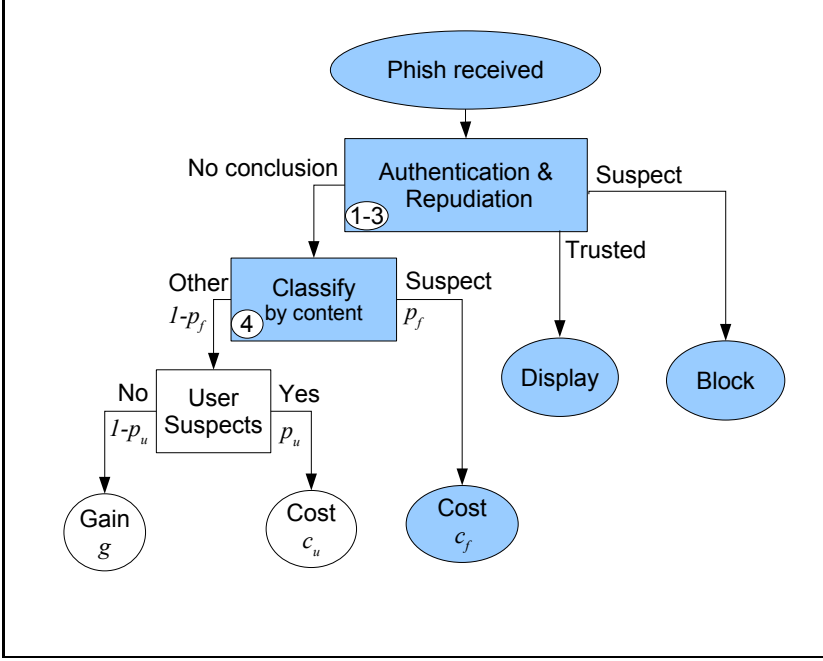 Phish received
No conclusion
Authentication &
Repudiation
1-3
Suspect
Trusted
Other
1-p_f
Classify
by content
4
Suspect
p_f
Display
Block
No
1-p_u
User
Suspects
Yes
p_u
Gain
g
Cost
c_u
Cost
c_f